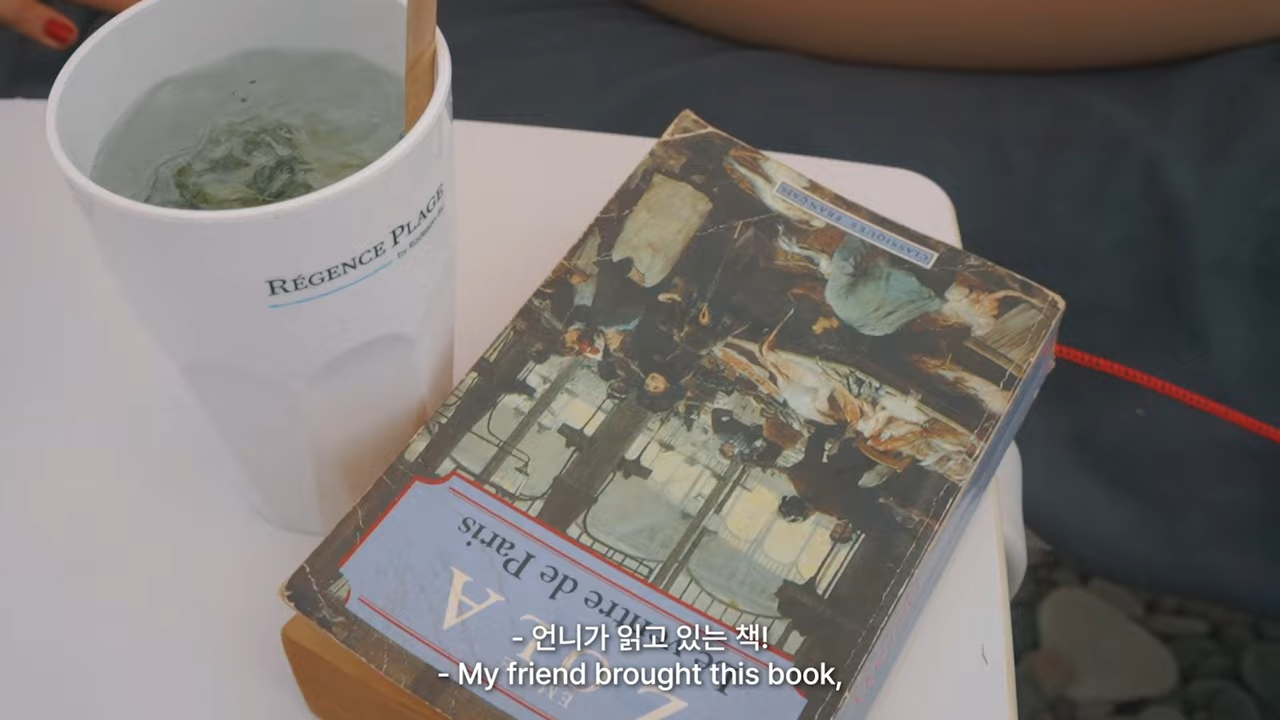 RÉGENCE PLAGE
CLASSIQUES FRANÇAIS
Le Ventre de Paris
ZOLA
- 언니가 읽고 있는 책!
- My friend brought this book,